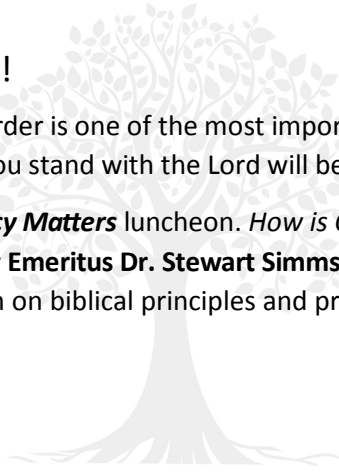 !
rder is one of the most impor
ou stand with the Lord will be
cy Matters luncheon. How is
Emeritus Dr. Stewart Simms
n on biblical principles and pr